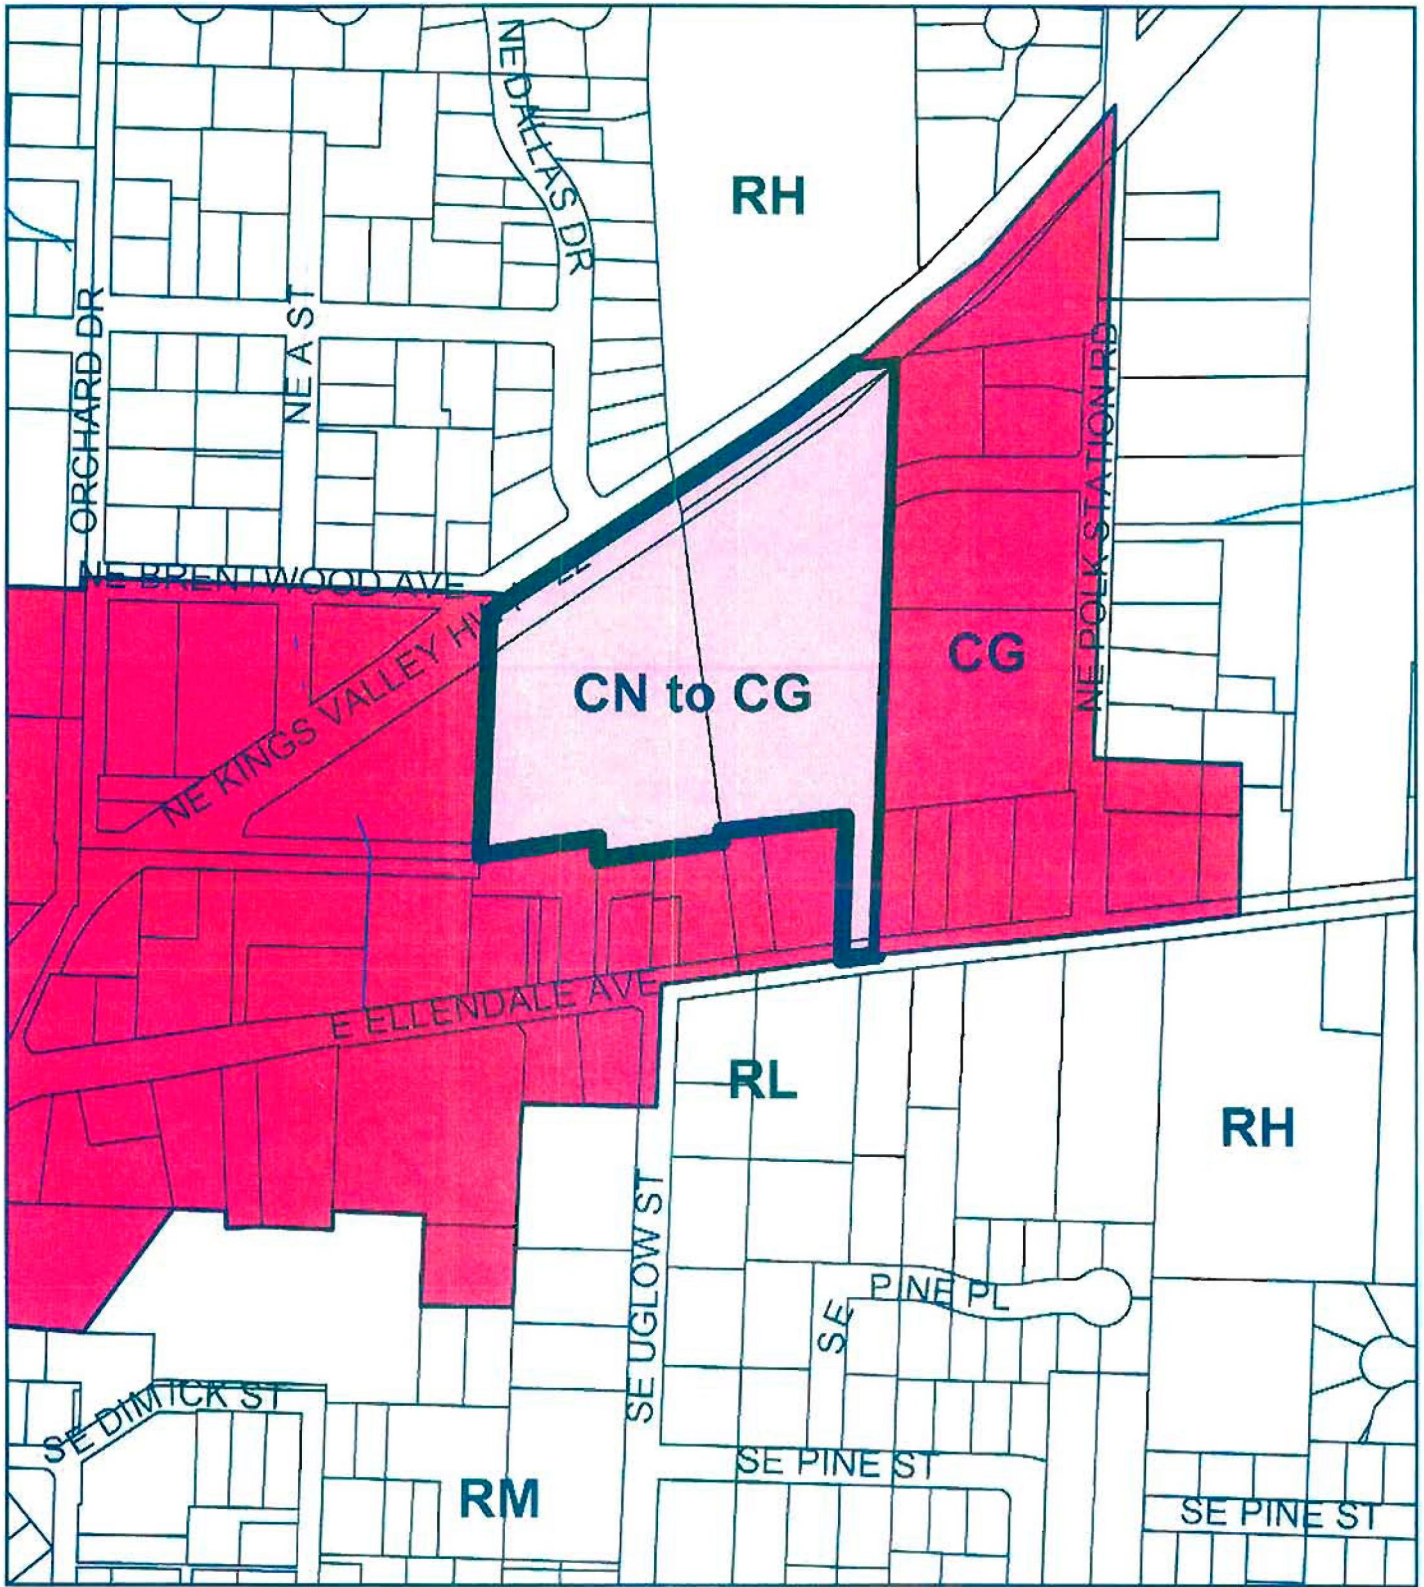 NE DALLAS DR
RH
ORCHARD DR
NE A ST
NE POLK STATION RD
NE BRENTWOOD AVE
NE KINGS VALLEY HWY
CN to CG
CG
E ELLENDALE AVE
RL
RH
SE UGLOW ST
SE PINE PL
SE DIMICK ST
SE PINE ST
RM
SE PINE ST